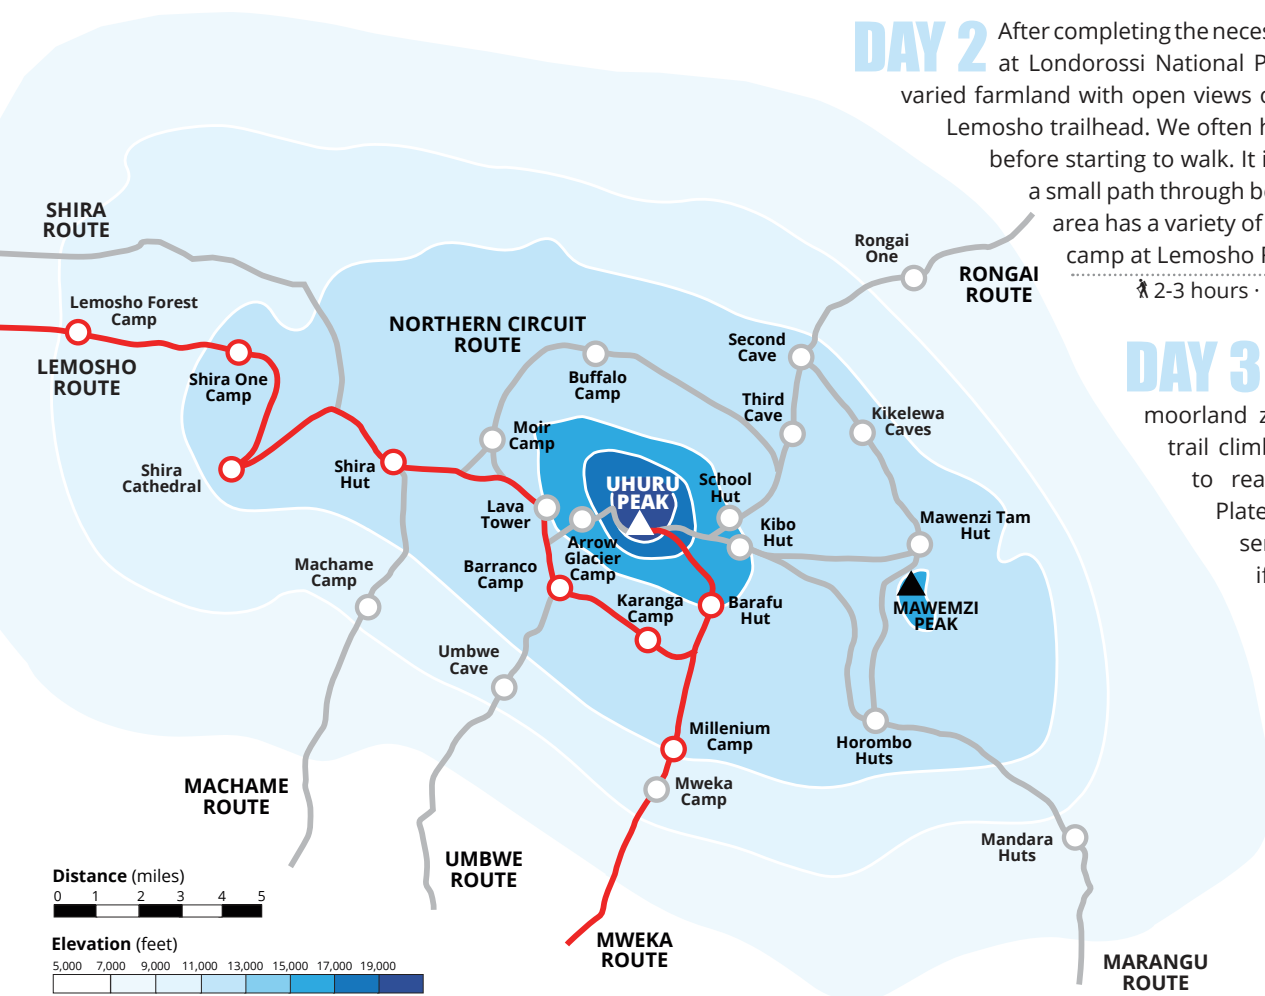 DAY 2 After completing the neces
at Londorossi National P
varied farmland with open views
Lemosho trailhead. We often h
before starting to walk. It i
a small path through be
area has a variety of
camp at Lemosho F
2-3 hours ·
DAY 3
moorland z
trail climb
to rea
Plate
ser
if
SHIRA
ROUTE
Lemosho Forest
Camp
LEMOSHO
ROUTE
Shira One
Camp
Shira
Cathedral
Shira
Hut
NORTHERN CIRCUIT
ROUTE
Buffalo
Camp
Moir
Camp
Lava
Tower
Arrow
Glacier
Camp
UHURU
PEAK
School
Hut
Kibo
Hut
Second
Cave
Third
Cave
Rongai
One
RONGAI
ROUTE
Kikelewa
Caves
Mawenzi Tam
Hut
MAWEMZI
PEAK
Barranco
Camp
Karanga
Camp
Barafu
Hut
Machame
Camp
Umbwe
Cave
Millenium
Camp
Mweka
Camp
Horombo
Huts
Mandara
Huts
MACHAME
ROUTE
UMBWE
ROUTE
MWEKA
ROUTE
MARANGU
ROUTE
Distance (miles)
0 1 2 3 4 5
Elevation (feet)
5,000 7,000 9,000 11,000 13,000 15,000 17,000 19,000